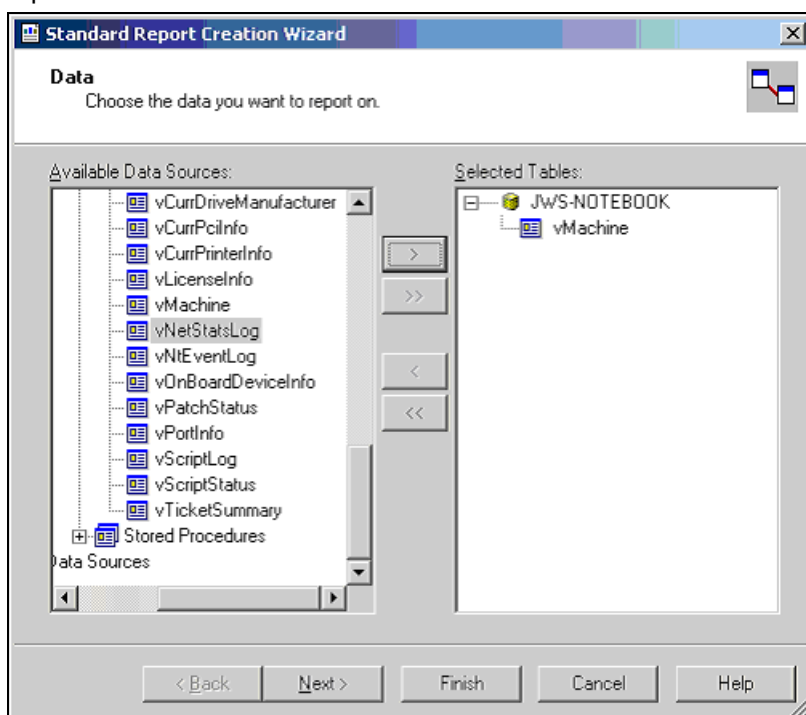 Standard Report Creation Wizard
Data
Choose the data you want to report on.
Available Data Sources:
vCurrDriveManufacturer
vCurrPciInfo
vCurrPrinterInfo
vLicenseInfo
vMachine
vNetStatsLog
vNtEventLog
vOnBoardDeviceInfo
vPatchStatus
vPortInfo
vScriptLog
vScriptStatus
vTicketSummary
Stored Procedures
Data Sources
>
>>
<
<<
Selected Tables:
JWS-NOTEBOOK
vMachine
< Back
Next >
Finish
Cancel
Help